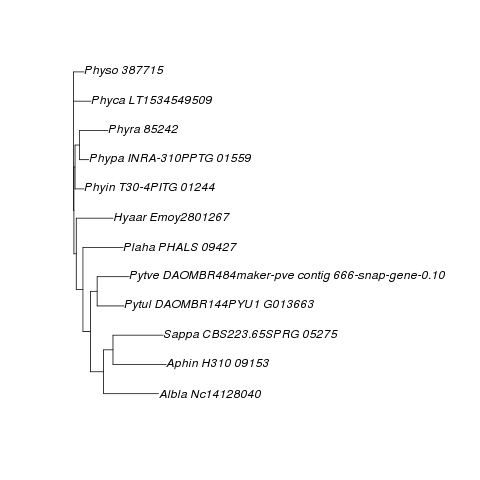 Physo 387715
Phyca LT1534549509
Phyra 85242
Phypa INRA-310PPTG 01559
Phyin T30-4PITG 01244
Hyaar Emoy2801267
Plaha PHALS 09427
Pytve DAOMBR484maker-pve contig 666-snap-gene-0.10
Pytul DAOMBR144PYU1 G013663
Sappa CBS223.65SPRG 05275
Aphin H310 09153
Albla Nc14128040